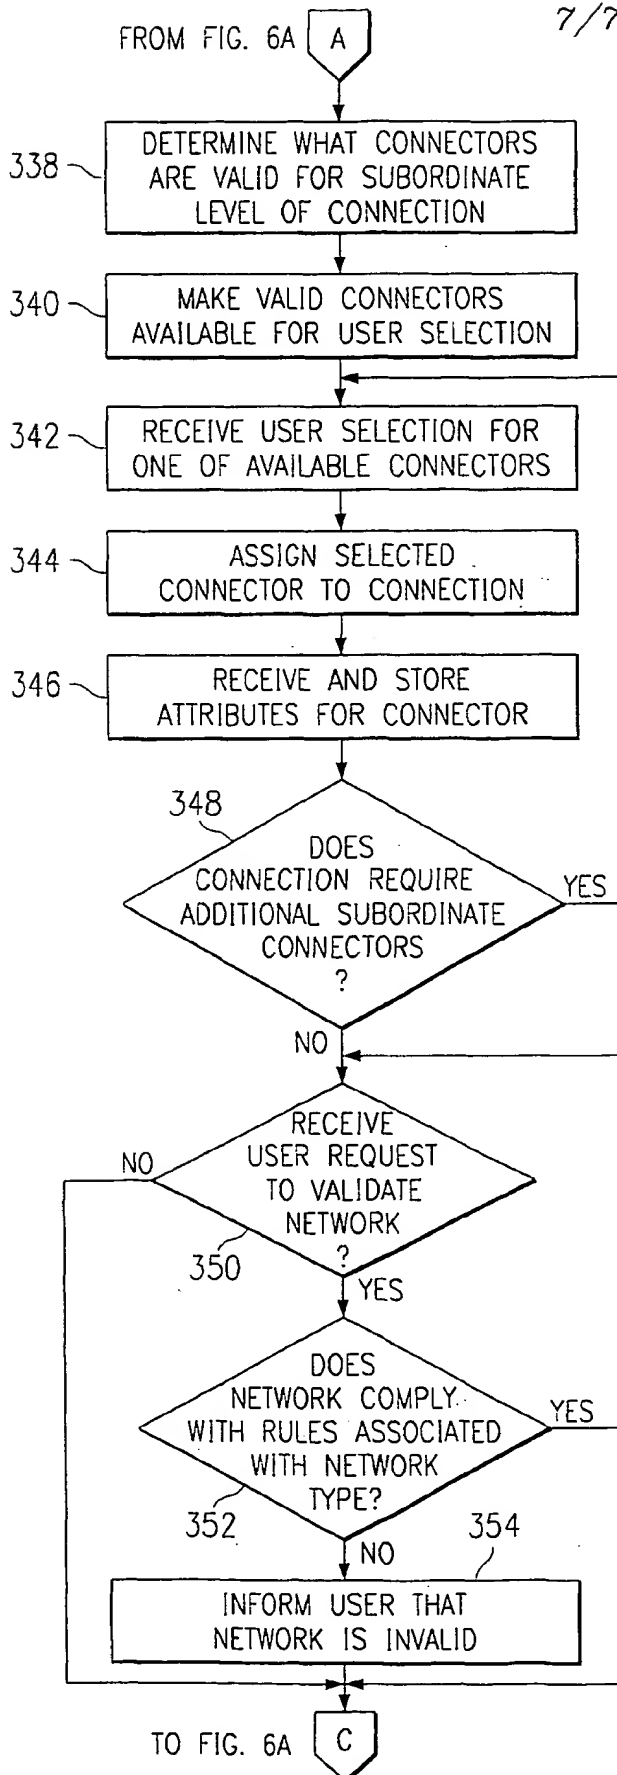 FROM FIG. 6A
A
7/7
338
DETERMINE WHAT CONNECTORS
ARE VALID FOR SUBORDINATE
LEVEL OF CONNECTION
340
MAKE VALID CONNECTORS
AVAILABLE FOR USER SELECTION
342
RECEIVE USER SELECTION FOR
ONE OF AVAILABLE CONNECTORS
344
ASSIGN SELECTED
CONNECTOR TO CONNECTION
346
RECEIVE AND STORE
ATTRIBUTES FOR CONNECTOR
348
DOES
CONNECTION REQUIRE
ADDITIONAL SUBORDINATE
CONNECTORS
?
YES
NO
RECEIVE
USER REQUEST
TO VALIDATE
NETWORK
?
NO
350
YES
DOES
NETWORK COMPLY
WITH RULES ASSOCIATED
WITH NETWORK
TYPE?
YES
352
NO
354
INFORM USER THAT
NETWORK IS INVALID
TO FIG. 6A
C